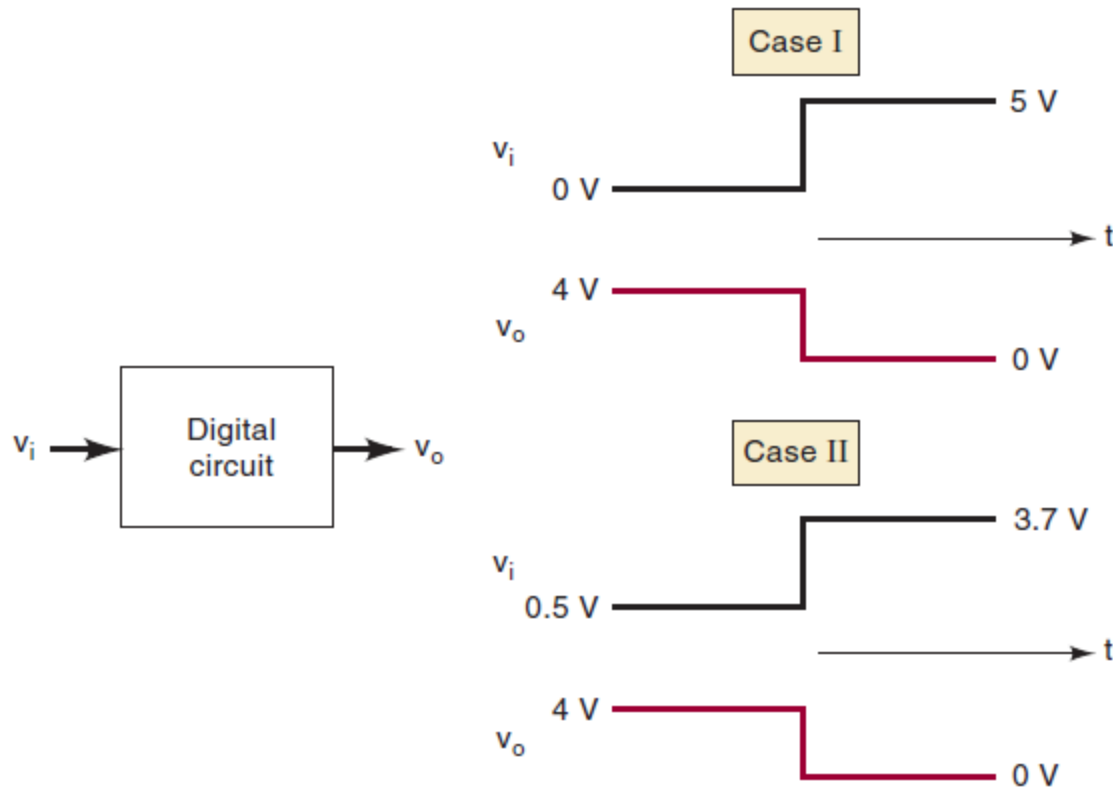 Case I
5 V
vi
0 V
t
4 V
vo
0 V
vi
Digital
circuit
vo
Case II
3.7 V
vi
0.5 V
t
4 V
vo
0 V